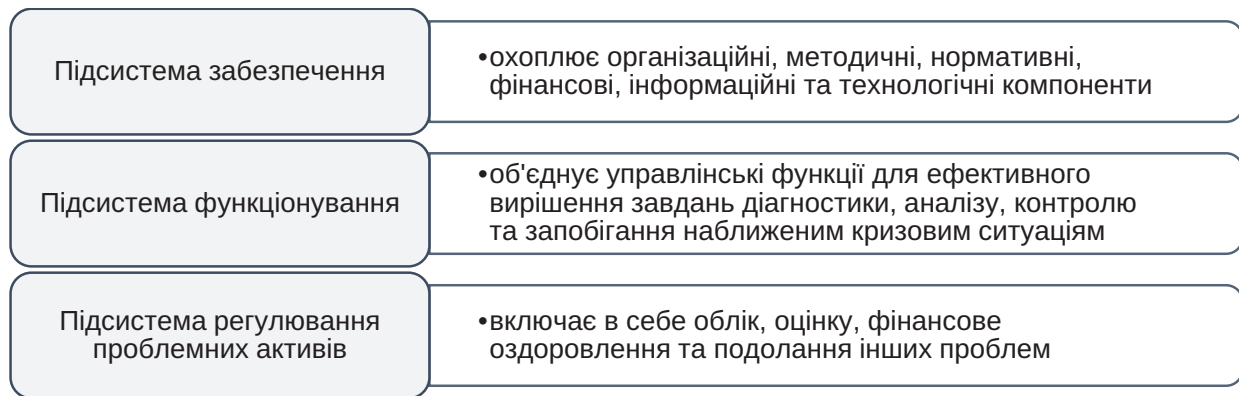 Підсистема забезпечення
•охоплює організаційні, методичні, нормативні,
фінансові, інформаційні та технологічні компоненти
Підсистема функціонування
•об'єднує управлінські функції для ефективного
вирішення завдань діагностики, аналізу, контролю
та запобігання наближеним кризовим ситуаціям
Підсистема регулювання
проблемних активів
•включає в себе облік, оцінку, фінансове
оздоровлення та подолання інших проблем